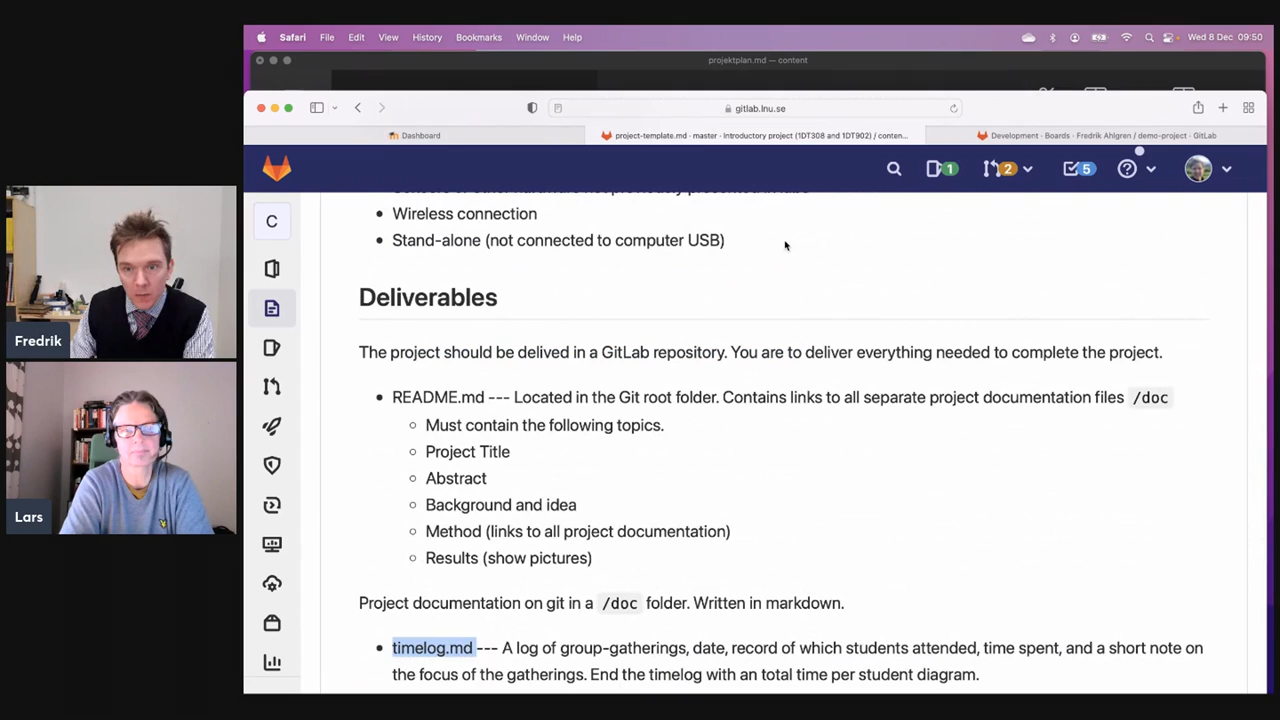 Safari File Edit View History Bookmarks Window Help Wed 8 Dec 09:50
projektplan.md — content
gitlab.lnu.se
Dashboard project-template.md · master · Introductory project (1DT308 and 1DT902) / conten... Development · Boards · Fredrik Ahlgren / demo-project · GitLab
1 2 5
C
Wireless connection
Stand-alone (not connected to computer USB)
Deliverables
The project should be delived in a GitLab repository. You are to deliver everything needed to complete the project.
README.md --- Located in the Git root folder. Contains links to all separate project documentation files /doc
Must contain the following topics.
Project Title
Abstract
Background and idea
Method (links to all project documentation)
Results (show pictures)
Project documentation on git in a /doc folder. Written in markdown.
timelog.md --- A log of group-gatherings, date, record of which students attended, time spent, and a short note on
the focus of the gatherings. End the timelog with an total time per student diagram.
Fredrik
Lars